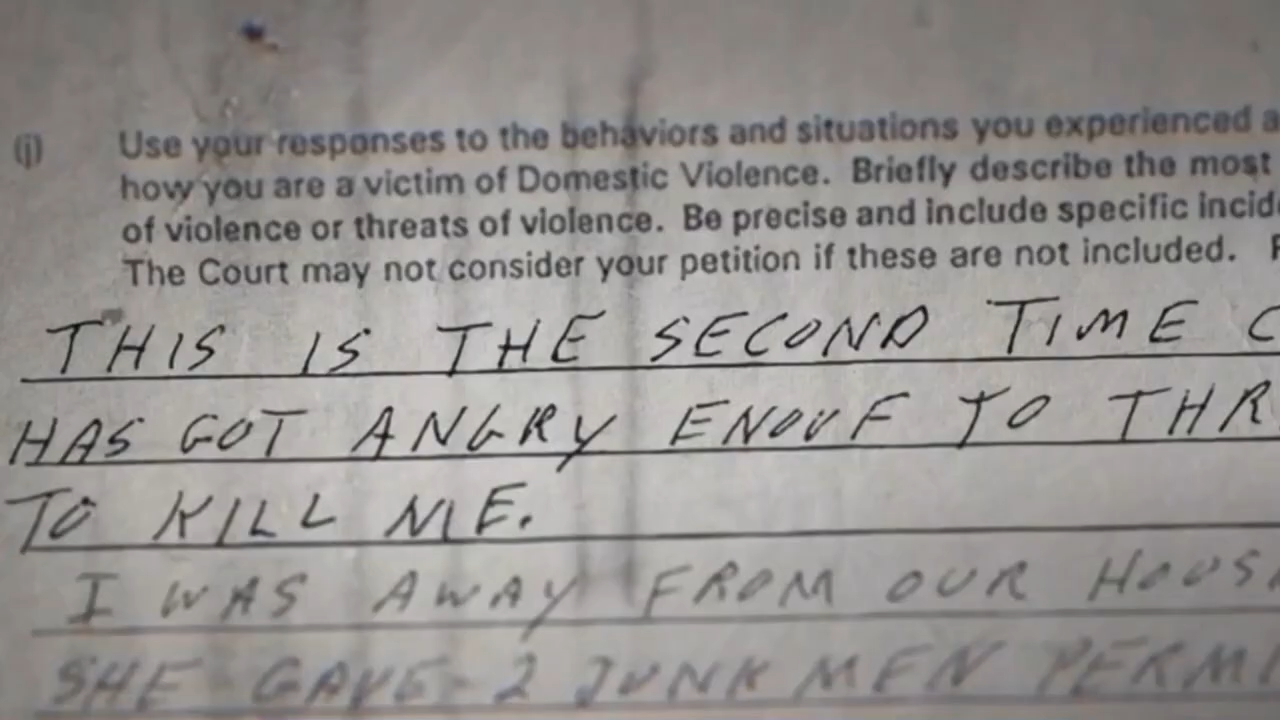 (j) Use your responses to the behaviors and situations you experienced a
how you are a victim of Domestic Violence. Briefly describe the most
of violence or threats of violence. Be precise and include specific incid
The Court may not consider your petition if these are not included.
THIS IS THE SECOND TIME C
HAS GOT ANGRY ENOUF TO THR
TO KILL ME.
I WAS AWAY FROM OUR HOUS
SHE GAVE 2 JUNK MEN PERMI